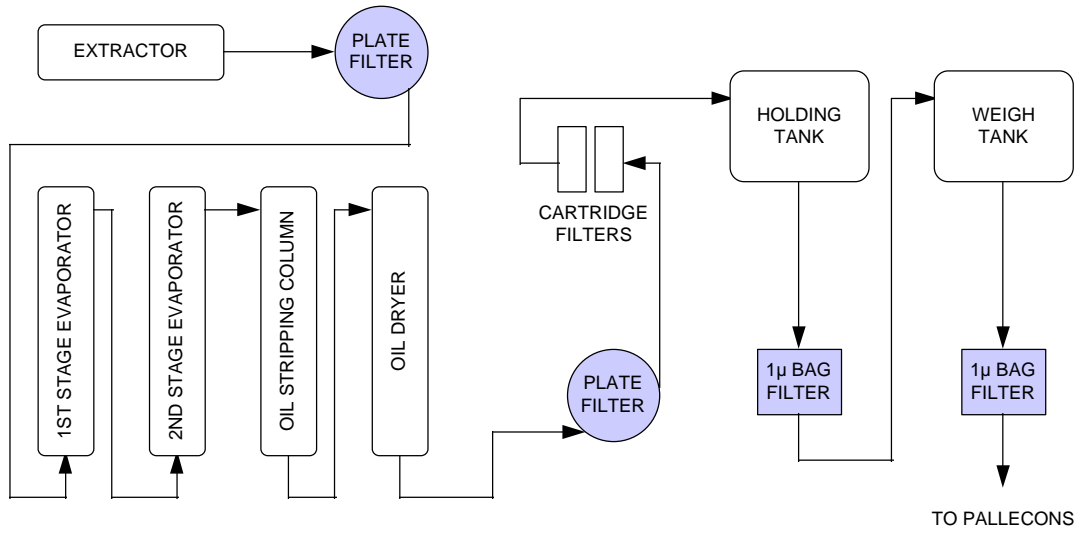 EXTRACTOR
PLATE
FILTER
1ST STAGE EVAPORATOR
2ND STAGE EVAPORATOR
OIL STRIPPING COLUMN
OIL DRYER
PLATE
FILTER
CARTRIDGE
FILTERS
HOLDING
TANK
1µ BAG
FILTER
WEIGH
TANK
1µ BAG
FILTER
TO PALLECONS